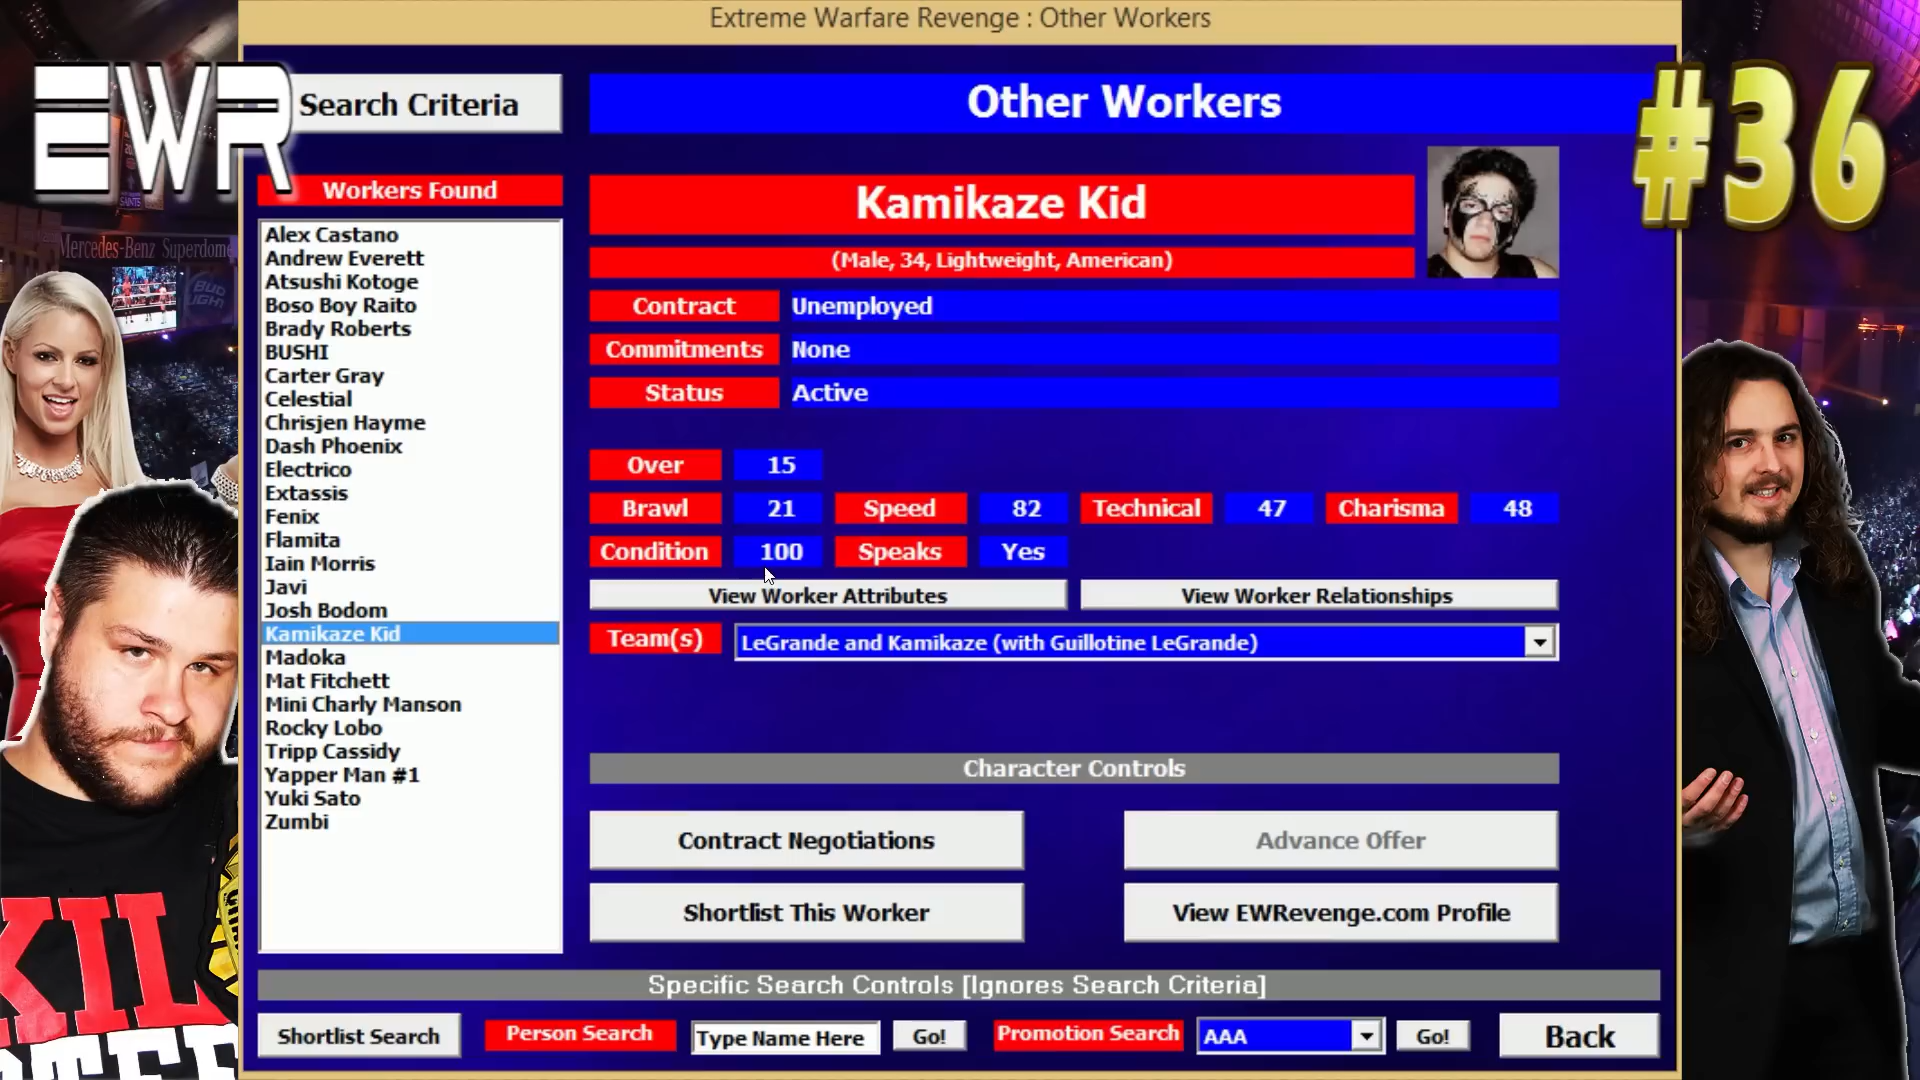 Extreme Warfare Revenge : Other Workers
EWR
Search Criteria
Other Workers
#36
Workers Found
Kamikaze Kid
(Male, 34, Lightweight, American)
Contract Unemployed
Commitments None
Status Active
Over 15
Brawl 21 Speed 82 Technical 47 Charisma 48
Condition 100 Speaks Yes
View Worker Attributes View Worker Relationships
Team(s) LeGrande and Kamikaze (with Guillotine LeGrande)
Alex Castano
Andrew Everett
Atsushi Kotoge
Boso Boy Raito
Brady Roberts
BUSHI
Carter Gray
Celestial
Chrisjen Hayme
Dash Phoenix
Electrico
Extassis
Fenix
Flamita
Iain Morris
Javi
Josh Bodom
Kamikaze Kid
Madoka
Mat Fitchett
Mini Charly Manson
Rocky Lobo
Tripp Cassidy
Yapper Man #1
Yuki Sato
Zumbi
Character Controls
Contract Negotiations Advance Offer
Shortlist This Worker View EWRevenge.com Profile
Specific Search Controls [Ignores Search Criteria]
Shortlist Search Person Search Type Name Here Go! Promotion Search AAA Go! Back
Mercedes-Benz Superdome
BUD
LIGHT